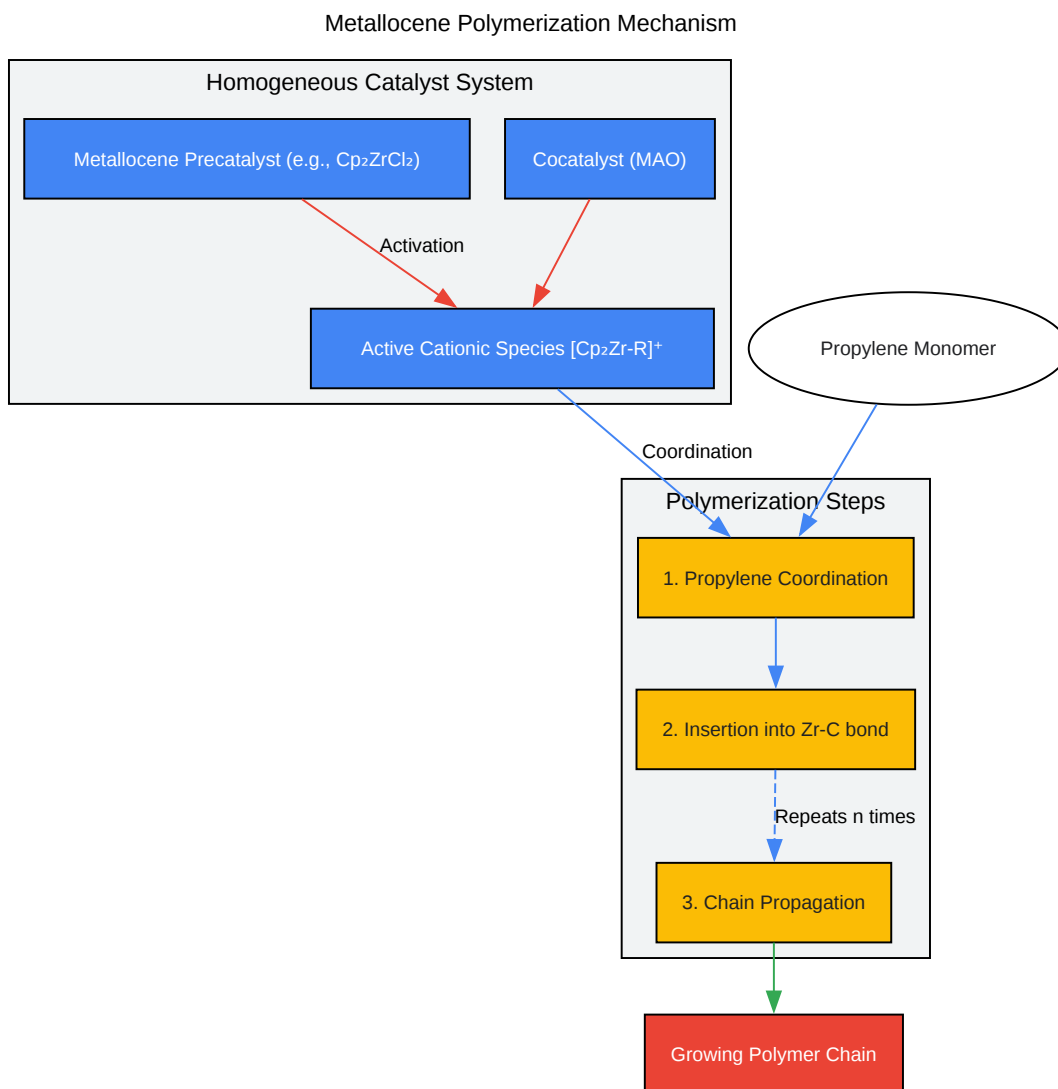 Metallocene Polymerization Mechanism
Homogeneous Catalyst System
Metallocene Precatalyst (e.g., Cp₂ZrCl₂)
Cocatalyst (MAO)
Activation
Active Cationic Species [Cp₂Zr-R]⁺
Propylene Monomer
Coordination
Polymerization Steps
1. Propylene Coordination
2. Insertion into Zr-C bond
Repeats n times
3. Chain Propagation
Growing Polymer Chain